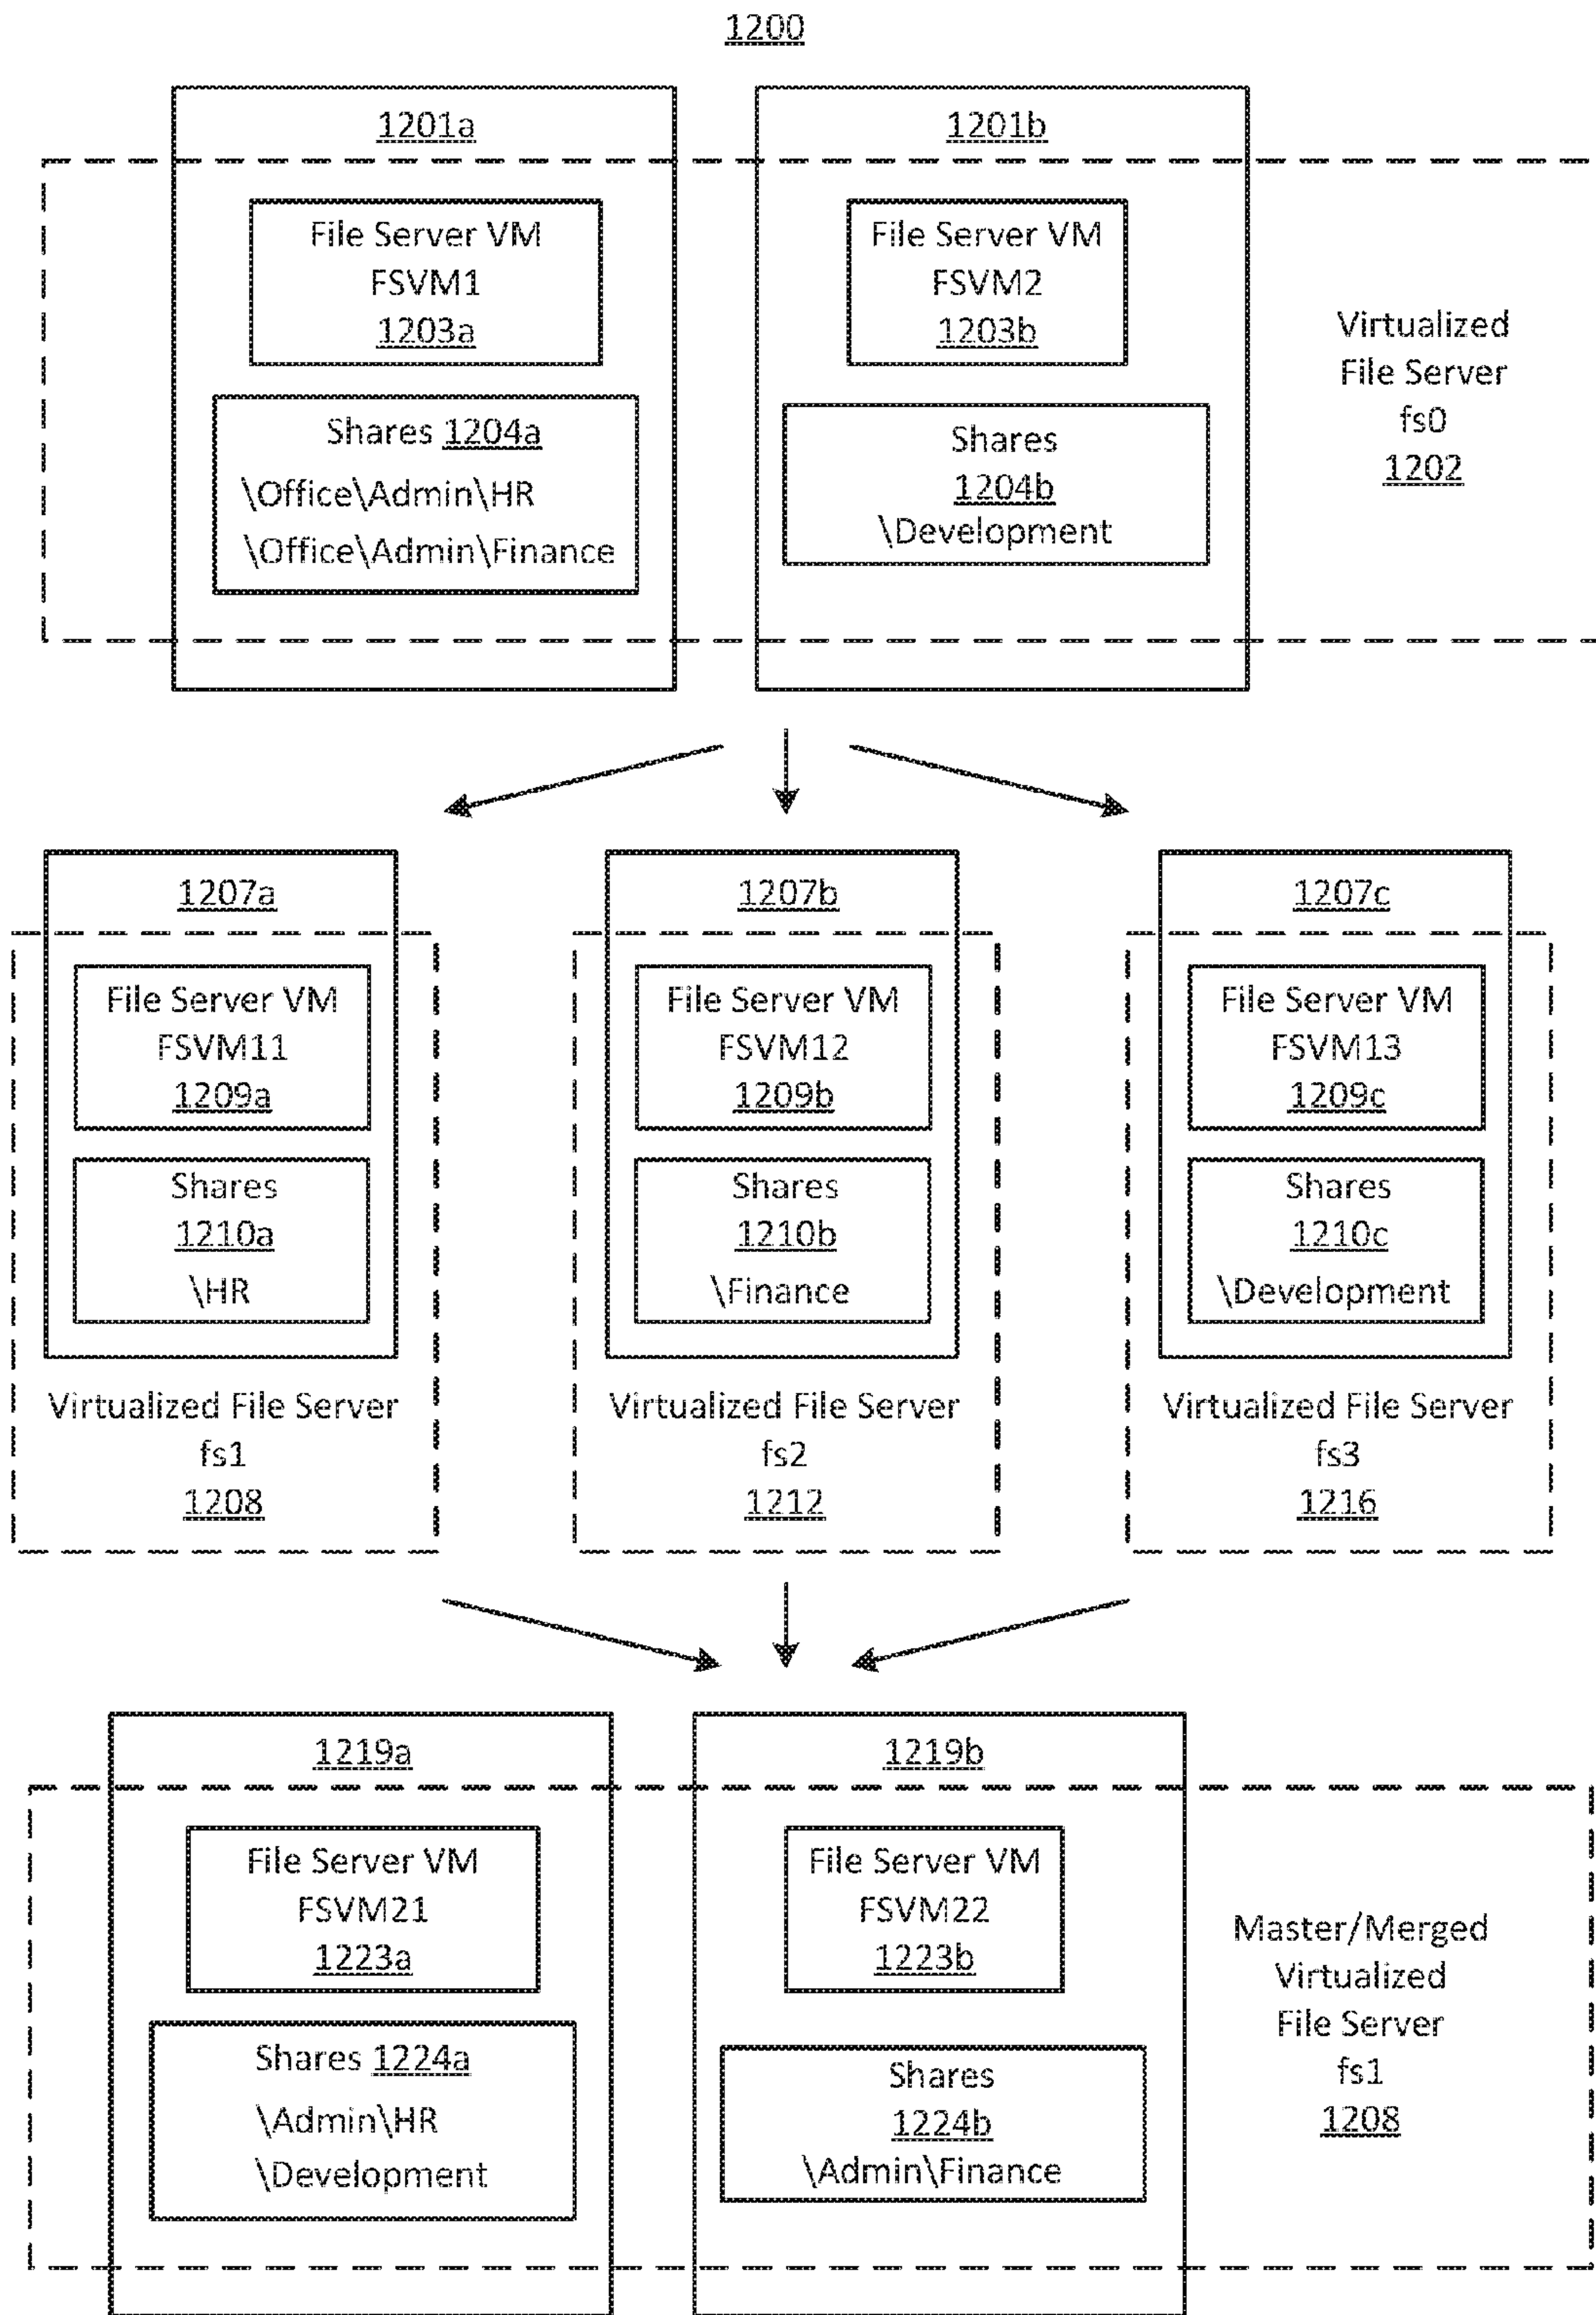 1200
1201a
File Server VM
FSVM1
1203a
Shares 1204a
\Office\Admin\HR
\Office\Admin\Finance
1201b
File Server VM
FSVM2
1203b
Shares
1204b
\Development
Virtualized
File Server
fs0
1202
1207a
File Server VM
FSVM11
1209a
Shares
1210a
\HR
Virtualized File Server
fs1
1208
1207b
File Server VM
FSVM12
1209b
Shares
1210b
\Finance
Virtualized File Server
fs2
1212
1207c
File Server VM
FSVM13
1209c
Shares
1210c
\Development
Virtualized File Server
fs3
1216
1219a
File Server VM
FSVM21
1223a
Shares 1224a
\Admin\HR
\Development
1219b
File Server VM
FSVM22
1223b
Shares
1224b
\Admin\Finance
Master/Merged
Virtualized
File Server
fs1
1208